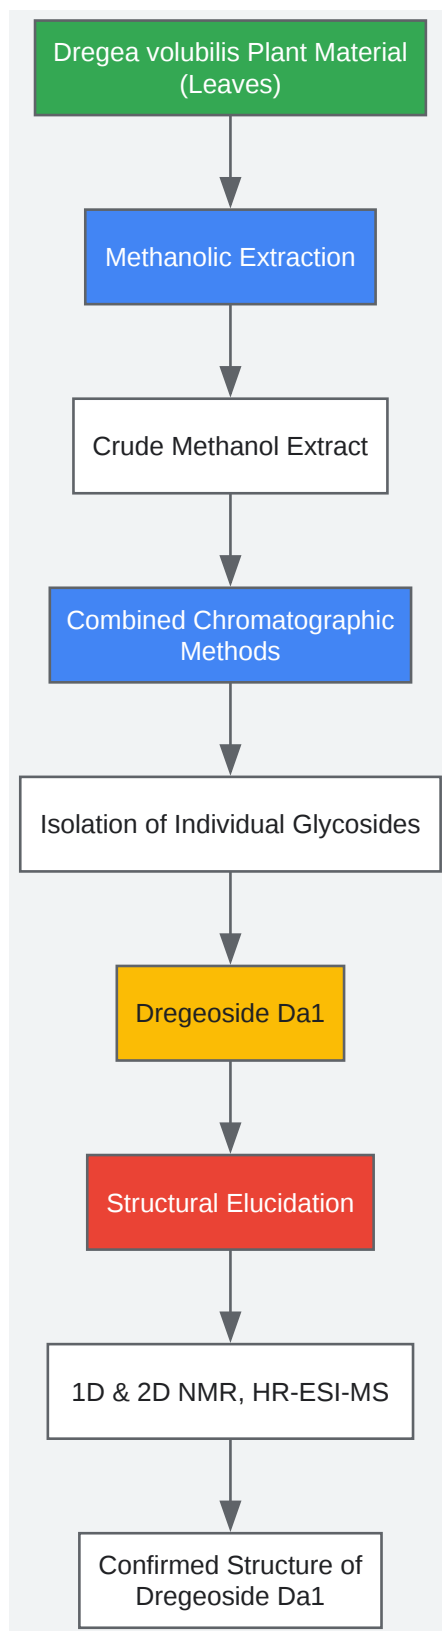 Dregea volubilis Plant Material
(Leaves)
Methanolic Extraction
Crude Methanol Extract
Combined Chromatographic
Methods
Isolation of Individual Glycosides
Dregeoside Da1
Structural Elucidation
1D & 2D NMR, HR-ESI-MS
Confirmed Structure of
Dregeoside Da1